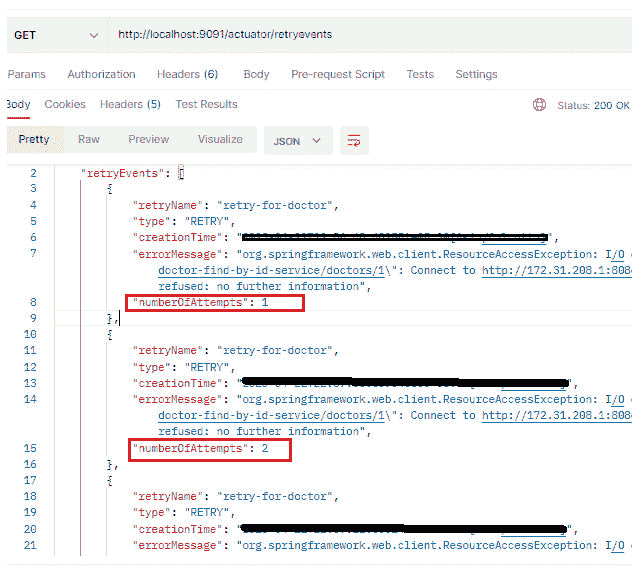 GET http://localhost:9091/actuator/retryevents
Params Authorization Headers (6) Body Pre-request Script Tests Settings
Body Cookies Headers (5) Test Results Status: 200 OK
Pretty Raw Preview Visualize JSON
2 "retryEvents": [
3 {
4 "retryName": "retry-for-doctor",
5 "type": "RETRY",
6 "creationTime": "
7 "errorMessage": "org.springframework.web.client.ResourceAccessException: I/O
doctor-find-by-id-service/doctors/1\": Connect to http://172.31.208.1:808
refused: no further information",
8 "numberOfAttempts": 1
9 },
10 {
11 "retryName": "retry-for-doctor",
12 "type": "RETRY",
13 "creationTime": "
14 "errorMessage": "org.springframework.web.client.ResourceAccessException: I/O
doctor-find-by-id-service/doctors/1\": Connect to http://172.31.208.1:808
refused: no further information",
15 "numberOfAttempts": 2
16 },
17 {
18 "retryName": "retry-for-doctor",
19 "type": "RETRY",
20 "creationTime": "
21 "errorMessage": "org.springframework.web.client.ResourceAccessException: I/O